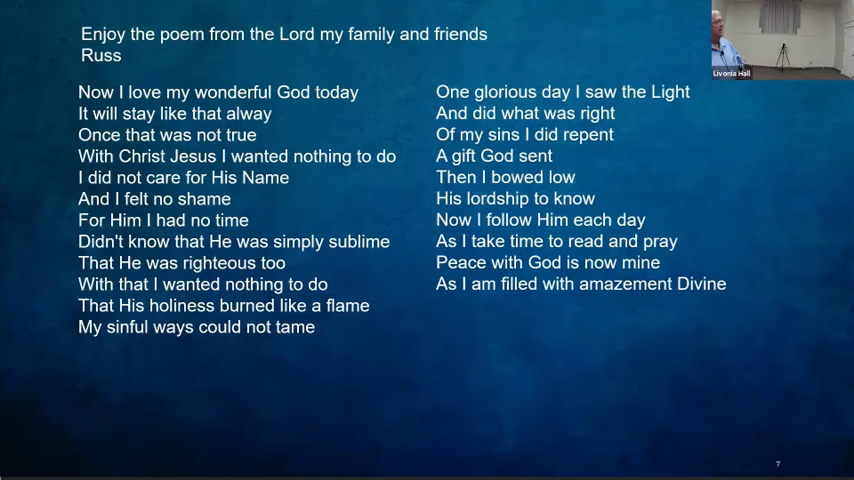 Enjoy the poem from the Lord my family and friends
Russ
Now I love my wonderful God today
It will stay like that alway
Once that was not true
With Christ Jesus I wanted nothing to do
I did not care for His Name
And I felt no shame
For Him I had no time
Didn't know that He was simply sublime
That He was righteous too
With that I wanted nothing to do
That His holiness burned like a flame
My sinful ways could not tame
One glorious day I saw the Light
And did what was right
Of my sins I did repent
A gift God sent
Then I bowed low
His lordship to know
Now I follow Him each day
As I take time to read and pray
Peace with God is now mine
As I am filled with amazement Divine
Livonia Hall
7